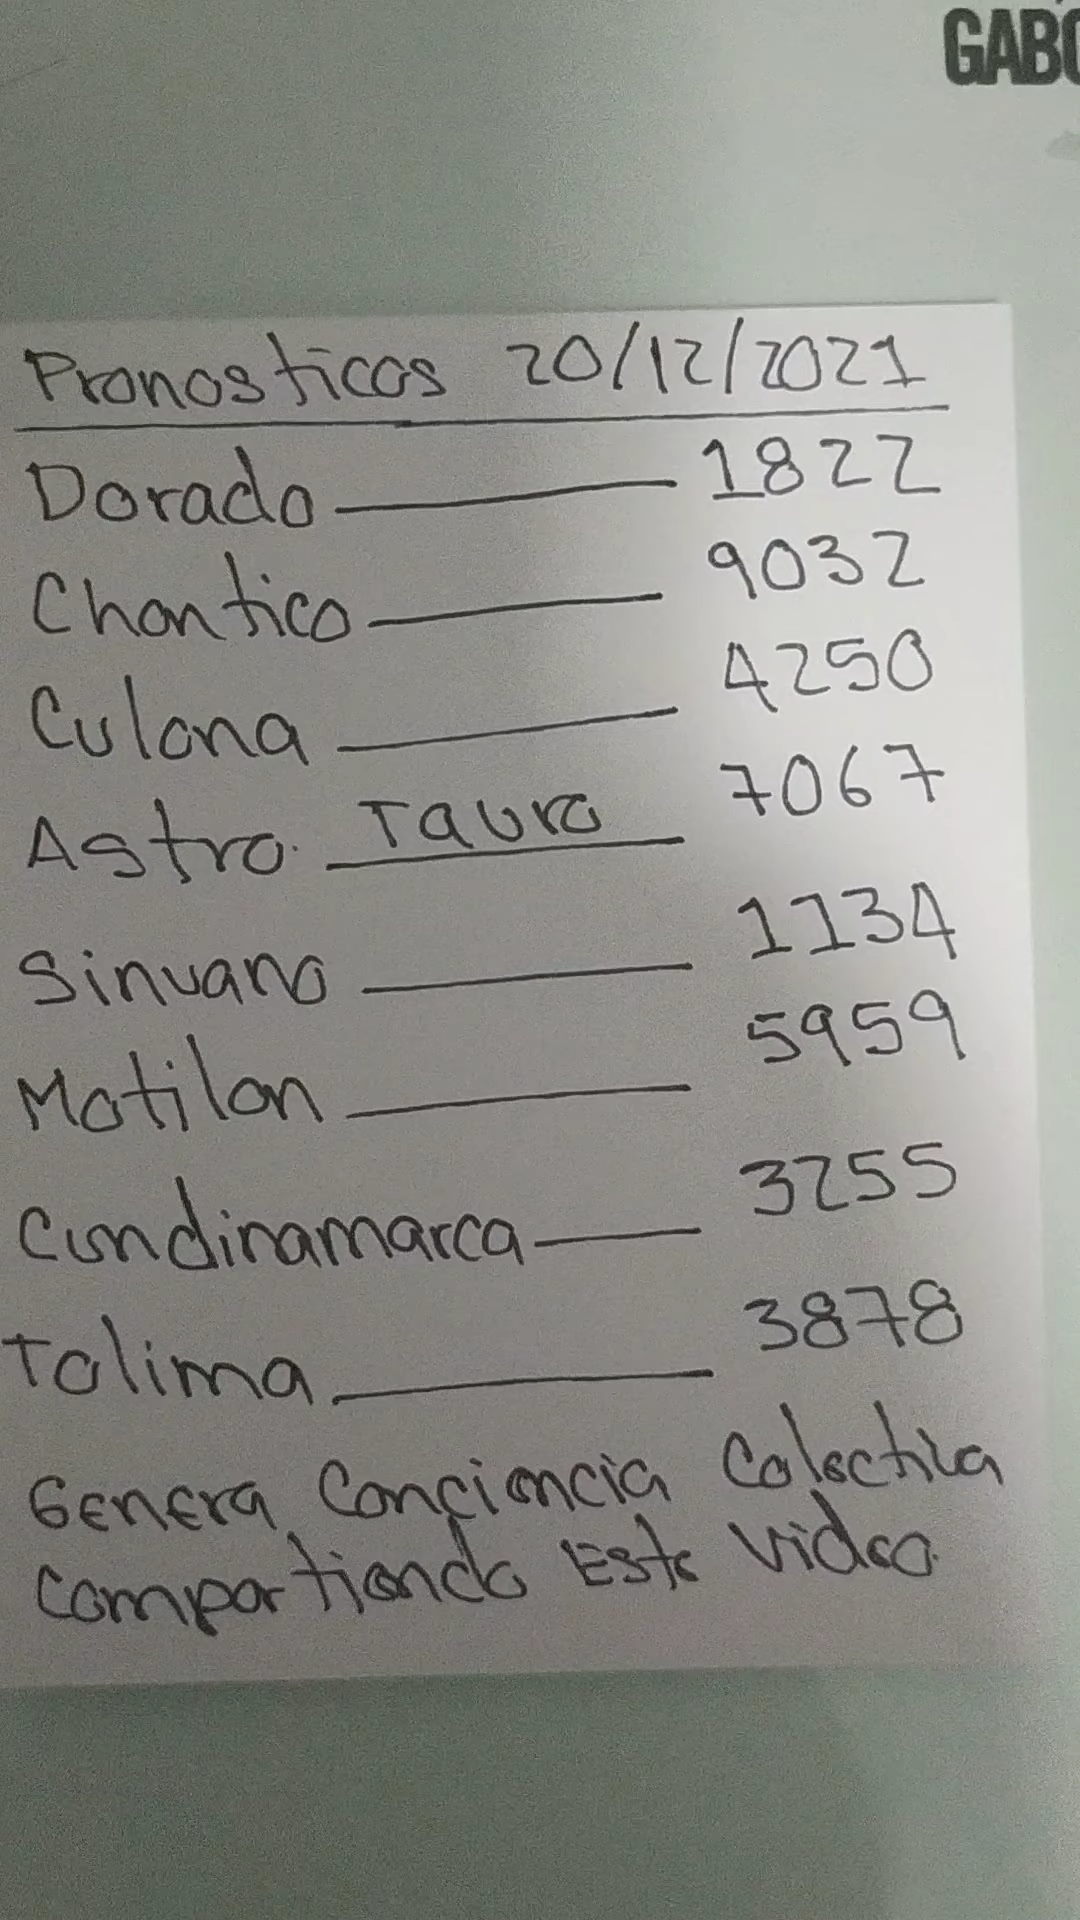 GABO
Pronosticos 20/12/2021
Dorado 1822
Chontico 9032
Culona 4250
Astro. Tauro 7067
Sinuano 1134
Motilon 5959
Cundinamarca 3255
Tolima 3878
Genera Conciencia Colectiva
compartiendo Este video.